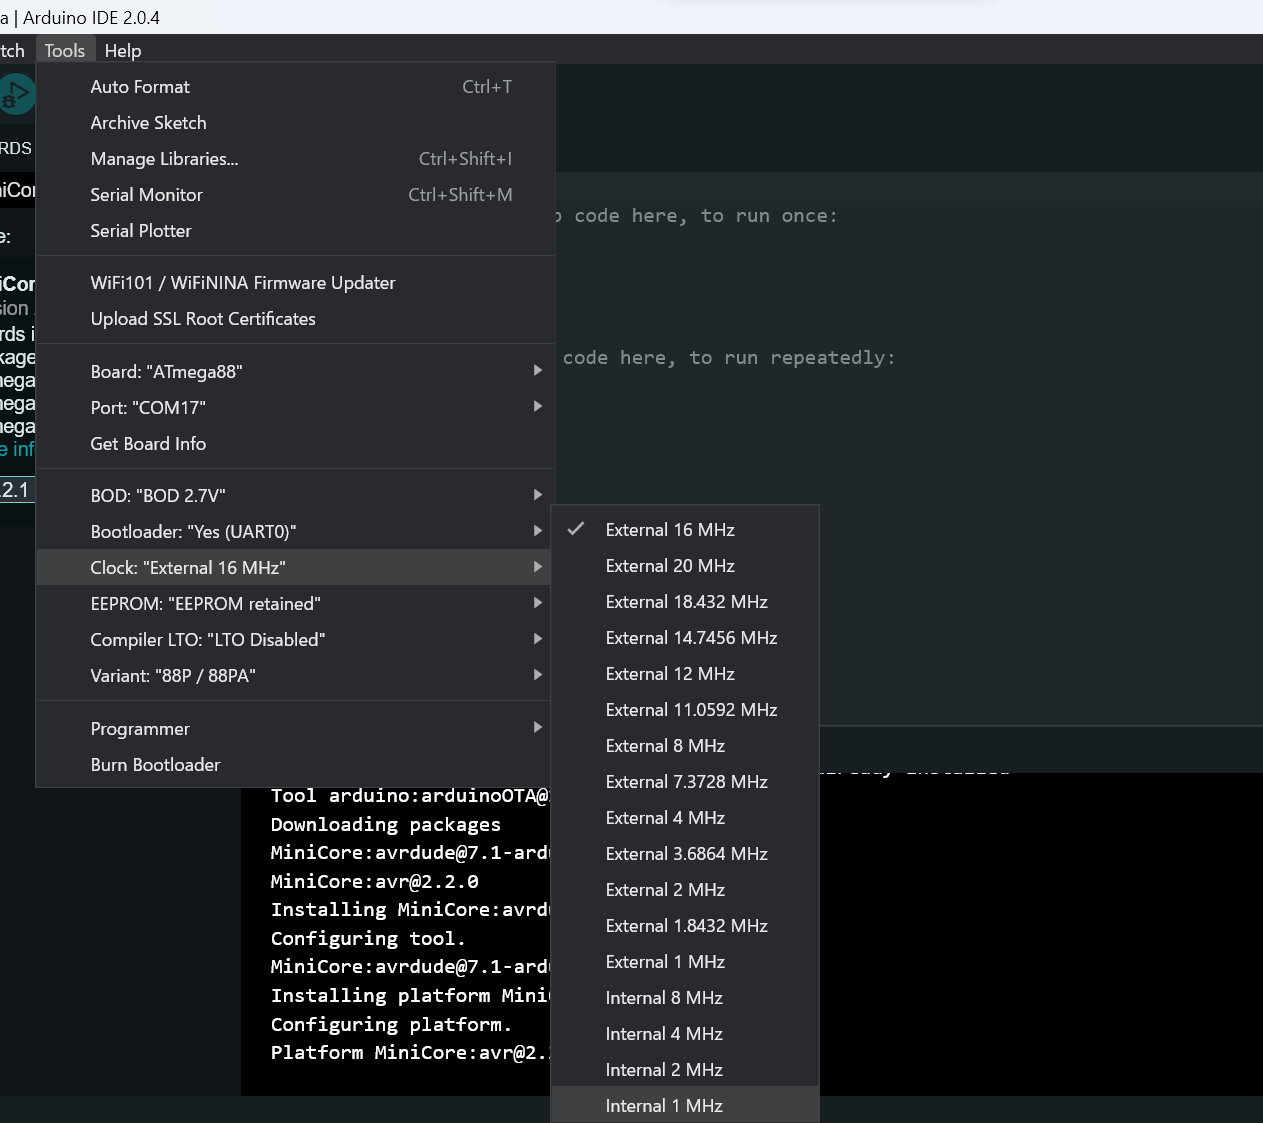 a | Arduino IDE 2.0.4
tch Tools Help
Auto Format Ctrl+T
Archive Sketch
Manage Libraries... Ctrl+Shift+I
Serial Monitor Ctrl+Shift+M
Serial Plotter
WiFi101 / WiFiNINA Firmware Updater
Upload SSL Root Certificates
Board: "ATmega88"
Port: "COM17"
Get Board Info
BOD: "BOD 2.7V"
Bootloader: "Yes (UART0)"
Clock: "External 16 MHz"
EEPROM: "EEPROM retained"
Compiler LTO: "LTO Disabled"
Variant: "88P / 88PA"
Programmer
Burn Bootloader
External 16 MHz
External 20 MHz
External 18.432 MHz
External 14.7456 MHz
External 12 MHz
External 11.0592 MHz
External 8 MHz
External 7.3728 MHz
External 4 MHz
External 3.6864 MHz
External 2 MHz
External 1.8432 MHz
External 1 MHz
Internal 8 MHz
Internal 4 MHz
Internal 2 MHz
Internal 1 MHz
RDS
iCor
e:
iCor
sion
rds i
kage
nega
nega
nega
e inf
.2.1
code here, to run once:
code here, to run repeatedly:
already installed
Tool arduino:arduinoOTA@
Downloading packages
MiniCore:avrdude@7.1-ardu
MiniCore:avr@2.2.0
Installing MiniCore:avrdu
Configuring tool.
MiniCore:avrdude@7.1-ardu
Installing platform Mini
Configuring platform.
Platform MiniCore:avr@2.